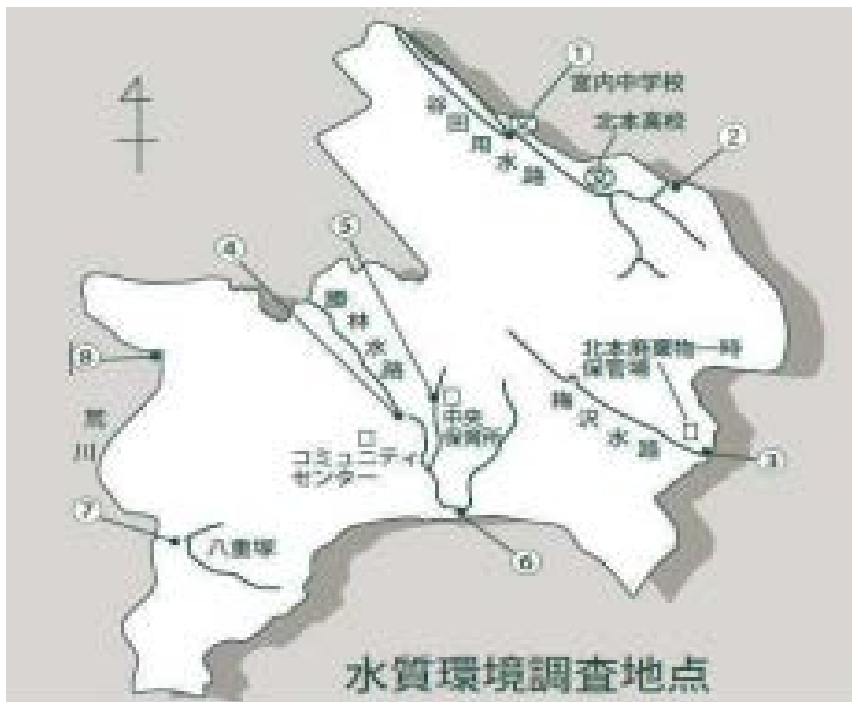 ①
宮内中学校
谷田用水路
北本高校
②
⑤
④
勝林水路
⑧
荒川
北本廃棄物一時
保管場
梅沢水路
中央
保育所
コミュニティ
センター
③
⑦
八重塚
⑥
水質環境調査地点